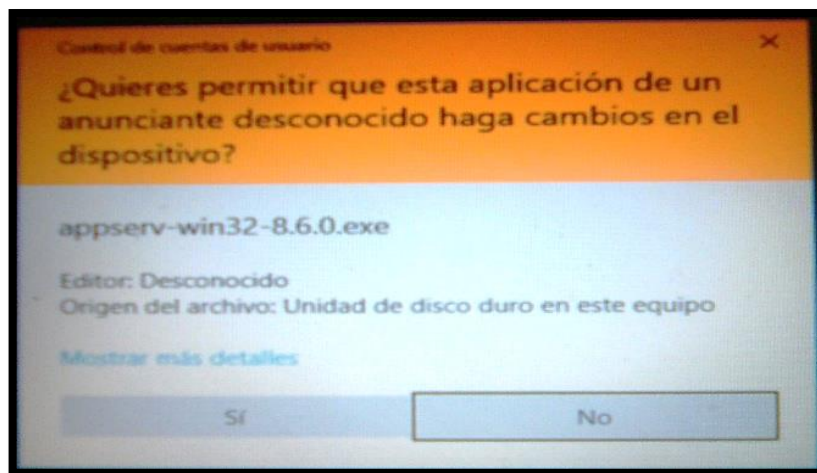 Control de cuentas de usuario
¿Quieres permitir que esta aplicación de un
anunciante desconocido haga cambios en el
dispositivo?
appserv-win32-8.6.0.exe
Editor: Desconocido
Origen del archivo: Unidad de disco duro en este equipo
Mostrar más detalles
Sí
No